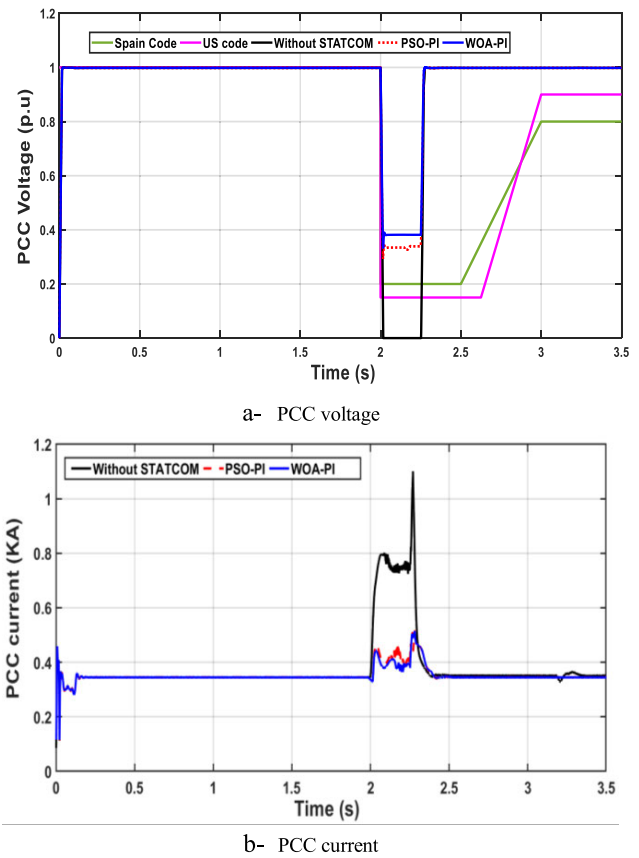 1.2
Spain Code US code Without STATCOM PSO-PI WOA-PI
1
0.8
0.6
0.4
0.2
0
PCC Voltage (p.u)
0 0.5 1 1.5 2 2.5 3 3.5
Time (s)
a- PCC voltage
1.2
Without STATCOM PSO-PI WOA-PI
1
0.8
0.6
0.4
0.2
0
PCC current (KA)
0 0.5 1 1.5 2 2.5 3 3.5
Time (s)
b- PCC current